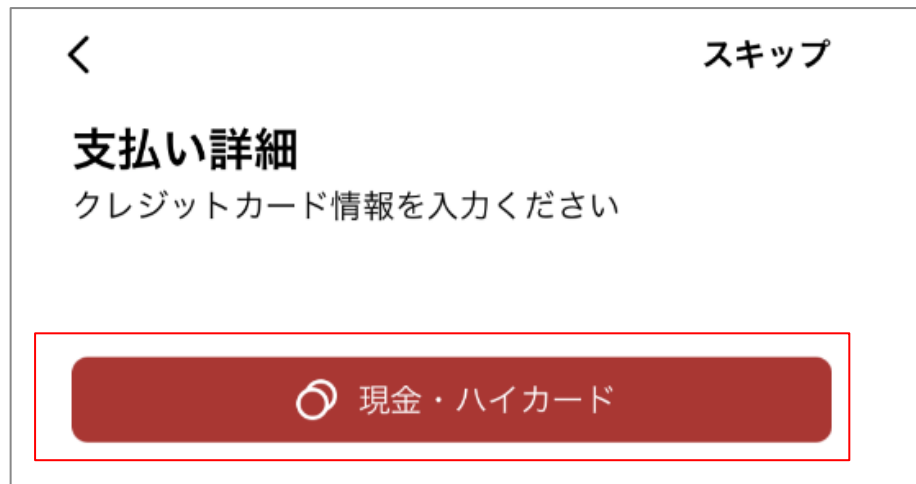 スキップ
支払い詳細
クレジットカード情報を入力ください
現金・ハイカード